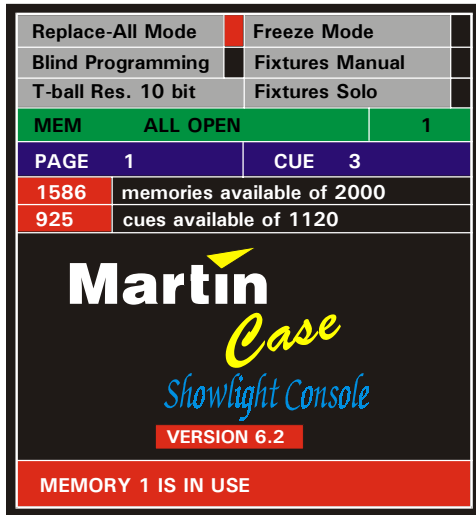 Replace-All Mode Freeze Mode
Blind Programming Fixtures Manual
T-ball Res. 10 bit Fixtures Solo
MEM ALL OPEN 1
PAGE 1 CUE 3
1586 memories available of 2000
925 cues available of 1120
Martin
Case
Showlight Console
VERSION 6.2
MEMORY 1 IS IN USE